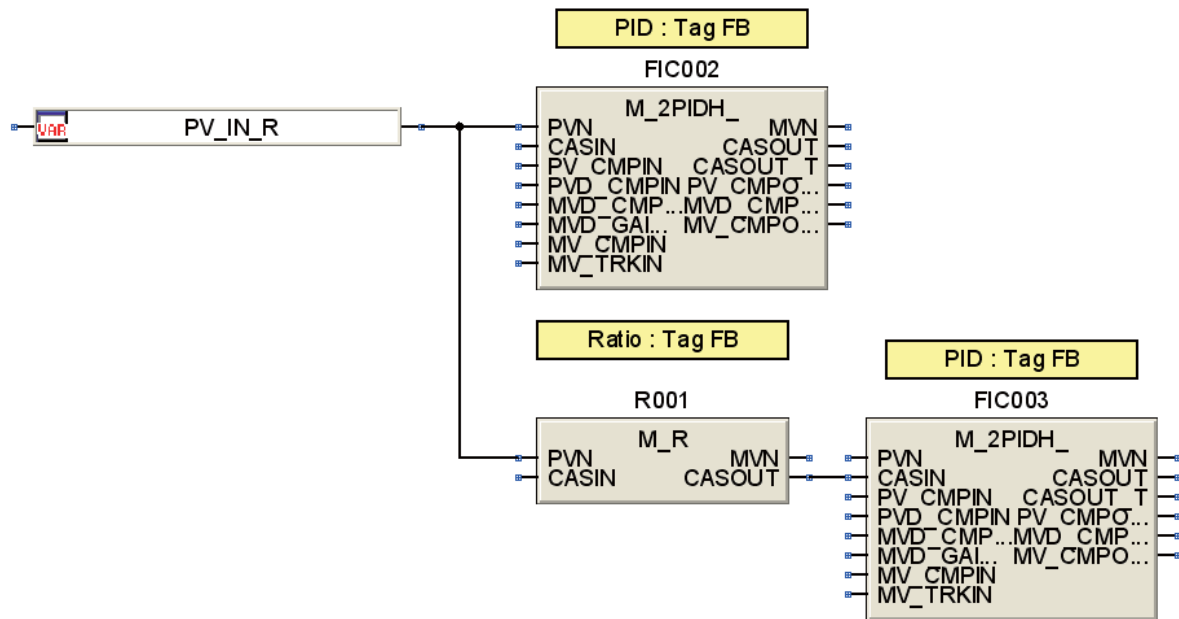 PID : Tag FB
FIC002
M_2PIDH_
VAR PV_IN_R
PVN MVN
CASIN CASOUT
PV_CMPIN CASOUT_T
PVD_CMPIN PV_CMPO...
MVD_CMP... MVD_CMP...
MVD_GAI... MV_CMPO...
MV_CMPIN
MV_TRKIN
Ratio : Tag FB
R001
M_R
PVN MVN
CASIN CASOUT
PID : Tag FB
FIC003
M_2PIDH_
PVN MVN
CASIN CASOUT
PV_CMPIN CASOUT_T
PVD_CMPIN PV_CMPO...
MVD_CMP... MVD_CMP...
MVD_GAI... MV_CMPO...
MV_CMPIN
MV_TRKIN